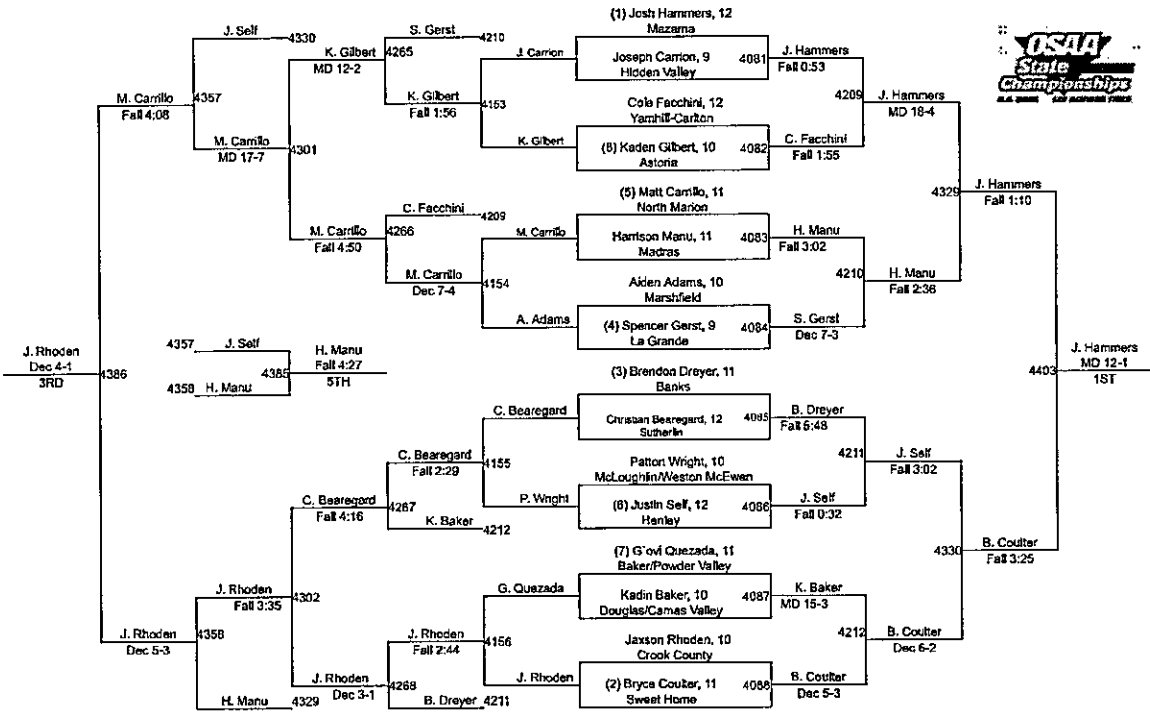 (1) Josh Hammers, 12
Mazama
OSAA
State
Championships
J. Self
4330
K. Gilbert
MD 12-2
S. Gerst
4210
4265
J. Carrion
Joseph Carrion, 9
Hidden Valley
4081
J. Hammers
Fall 0:53
M. Carrillo
Fall 4:08
4357
K. Gilbert
Fall 1:56
4153
Cole Facchini, 12
Yamhill-Carlton
4209
J. Hammers
MD 18-4
M. Carrillo
MD 17-7
4301
K. Gilbert
(8) Kaden Gilbert, 10
Astoria
4082
C. Facchini
Fall 1:55
(5) Matt Carrillo, 11
North Marion
4329
J. Hammers
Fall 1:10
C. Facchini
4209
M. Carrillo
Fall 4:50
4266
M. Carrillo
Harrison Manu, 11
Madras
4083
H. Manu
Fall 3:02
M. Carrillo
Dec 7-4
4154
Aiden Adams, 10
Marshfield
4210
H. Manu
Fall 2:36
A. Adams
(4) Spencer Gerst, 9
La Grande
4084
S. Gerst
Dec 7-3
J. Rhoden
Dec 4-1
3RD
4386
4357
J. Self
4358
H. Manu
4385
H. Manu
Fall 4:27
5TH
(3) Brendon Dreyer, 11
Banks
4403
J. Hammers
MD 12-1
1ST
C. Bearegard
Christian Bearegard, 12
Sutherlin
4085
B. Dreyer
Fall 5:48
C. Bearegard
Fall 2:29
4155
Patton Wright, 10
McLoughlin/Weston McEwen
4211
J. Self
Fall 3:02
C. Bearegard
Fall 4:16
4267
P. Wright
(6) Justin Self, 12
Henley
4086
J. Self
Fall 0:32
K. Baker
4212
(7) G`ovi Quezada, 11
Baker/Powder Valley
4330
B. Coulter
Fall 3:25
J. Rhoden
Fall 3:35
4302
G. Quezada
Kadin Baker, 10
Douglas/Camas Valley
4087
K. Baker
MD 15-3
J. Rhoden
Dec 5-3
4358
J. Rhoden
Fall 2:44
4156
Jaxson Rhoden, 10
Crook County
4212
B. Coulter
Dec 6-2
J. Rhoden
Dec 3-1
4268
J. Rhoden
(2) Bryce Coulter, 11
Sweet Home
4088
B. Coulter
Dec 5-3
H. Manu
4329
B. Dreyer
4211